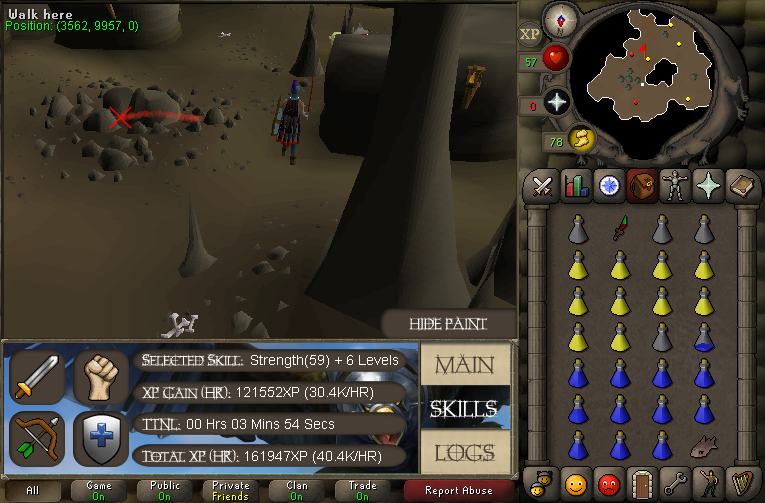 Walk here
Position: (3562, 9957, 0)
XP
N
57
0
78
HIDE PAINT
SELECTED SKILL: Strength(59) + 6 Levels
XP GAIN (HR): 121552XP (30.4K/HR)
TTNL: 00 Hrs 03 Mins 54 Secs
TOTAL XP (HR): 161947XP (40.4K/HR)
MAIN
SKILLS
LOGS
All
Game
On
Public
On
Private
Friends
Clan
On
Trade
On
Report Abuse